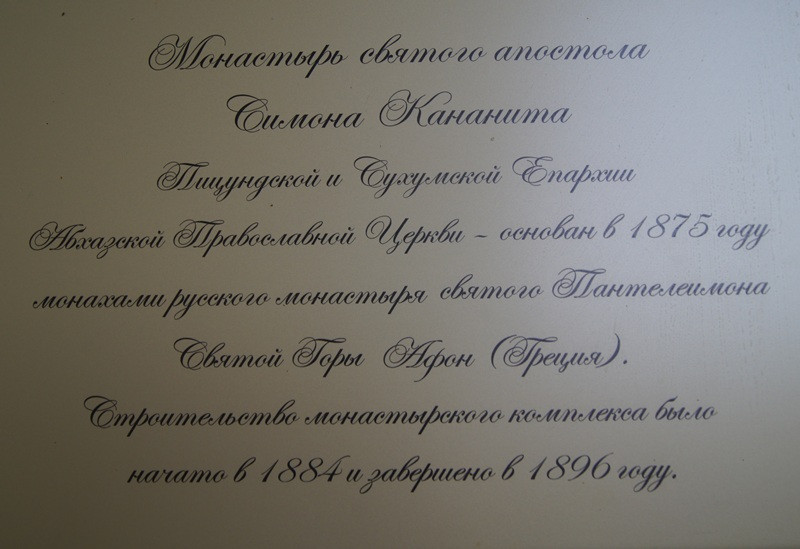 Монастырь святого апостола
Симона Кананита
Пицундской и Сухумской Епархии
Абхазской Православной Церкви – основан в 1875 году
монахами русского монастыря святого Пантелеимона
Святой Горы Афон (Греция).
Строительство монастырского комплекса было
начато в 1884 и завершено в 1896 году.